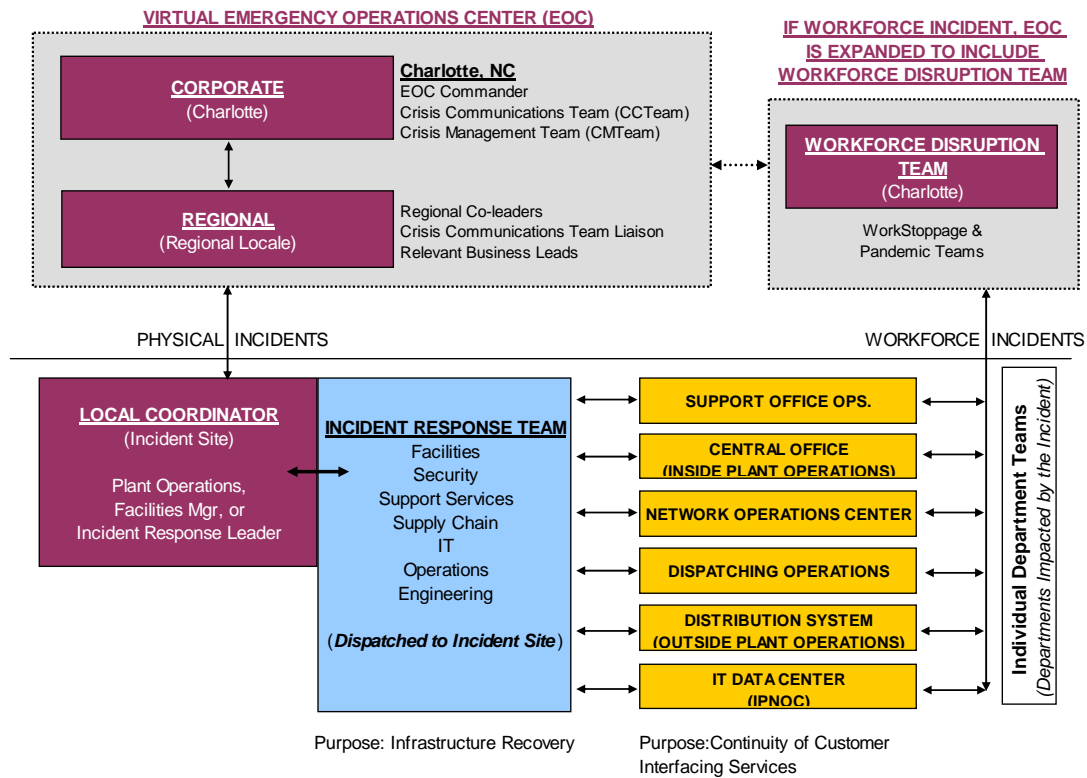 VIRTUAL EMERGENCY OPERATIONS CENTER (EOC)
CORPORATE
(Charlotte)
Charlotte, NC
EOC Commander
Crisis Communications Team (CCTeam)
Crisis Management Team (CMTeam)
REGIONAL
(Regional Locale)
Regional Co-leaders
Crisis Communications Team Liaison
Relevant Business Leads
IF WORKFORCE INCIDENT, EOC
IS EXPANDED TO INCLUDE
WORKFORCE DISRUPTION TEAM
WORKFORCE DISRUPTION
TEAM
(Charlotte)
WorkStoppage &
Pandemic Teams
PHYSICAL INCIDENTS
WORKFORCE INCIDENTS
LOCAL COORDINATOR
(Incident Site)
Plant Operations,
Facilities Mgr, or
Incident Response Leader
INCIDENT RESPONSE TEAM
Facilities
Security
Support Services
Supply Chain
IT
Operations
Engineering
(Dispatched to Incident Site)
SUPPORT OFFICE OPS.
CENTRAL OFFICE
(INSIDE PLANT OPERATIONS)
NETWORK OPERATIONS CENTER
DISPATCHING OPERATIONS
DISTRIBUTION SYSTEM
(OUTSIDE PLANT OPERATIONS)
IT DATA CENTER
(IPNOC)
Individual Department Teams
(Departments Impacted by the Incident)
Purpose: Infrastructure Recovery
Purpose:Continuity of Customer
Interfacing Services